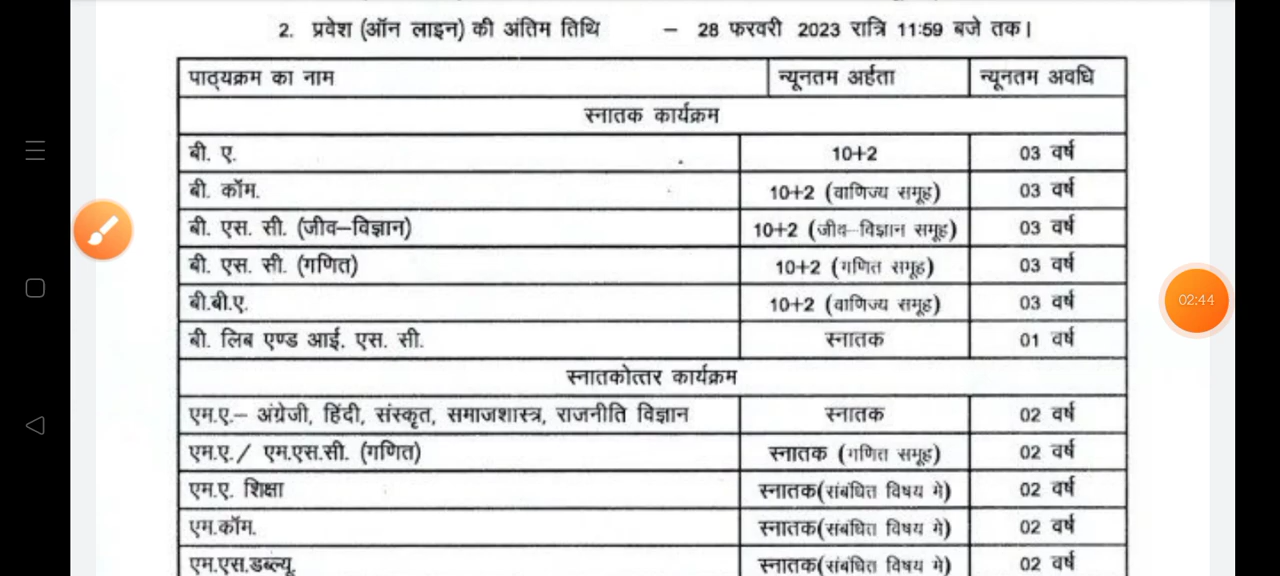 2. प्रवेश (ऑन लाइन) की अंतिम तिथि – 28 फरवरी 2023 रात्रि 11:59 बजे तक।
पाठ्यक्रम का नाम न्यूनतम अर्हता न्यूनतम अवधि
स्नातक कार्यक्रम
बी. ए. 10+2 03 वर्ष
बी. कॉम. 10+2 (वाणिज्य समूह) 03 वर्ष
बी. एस. सी. (जीव–विज्ञान) 10+2 (जीव–विज्ञान समूह) 03 वर्ष
बी. एस. सी. (गणित) 10+2 (गणित समूह) 03 वर्ष
बी.बी.ए. 10+2 (वाणिज्य समूह) 03 वर्ष
बी. लिब एण्ड आई. एस. सी. स्नातक 01 वर्ष
स्नातकोत्तर कार्यक्रम
एम.ए.– अंग्रेजी, हिंदी, संस्कृत, समाजशास्त्र, राजनीति विज्ञान स्नातक 02 वर्ष
एम.ए./ एम.एस.सी. (गणित) स्नातक (गणित समूह) 02 वर्ष
एम.ए. शिक्षा स्नातक(संबंधित विषय मे) 02 वर्ष
एम.कॉम. स्नातक(संबंधित विषय मे) 02 वर्ष
एम.एस.डब्ल्यू. स्नातक(संबंधित विषय मे) 02 वर्ष
02:44